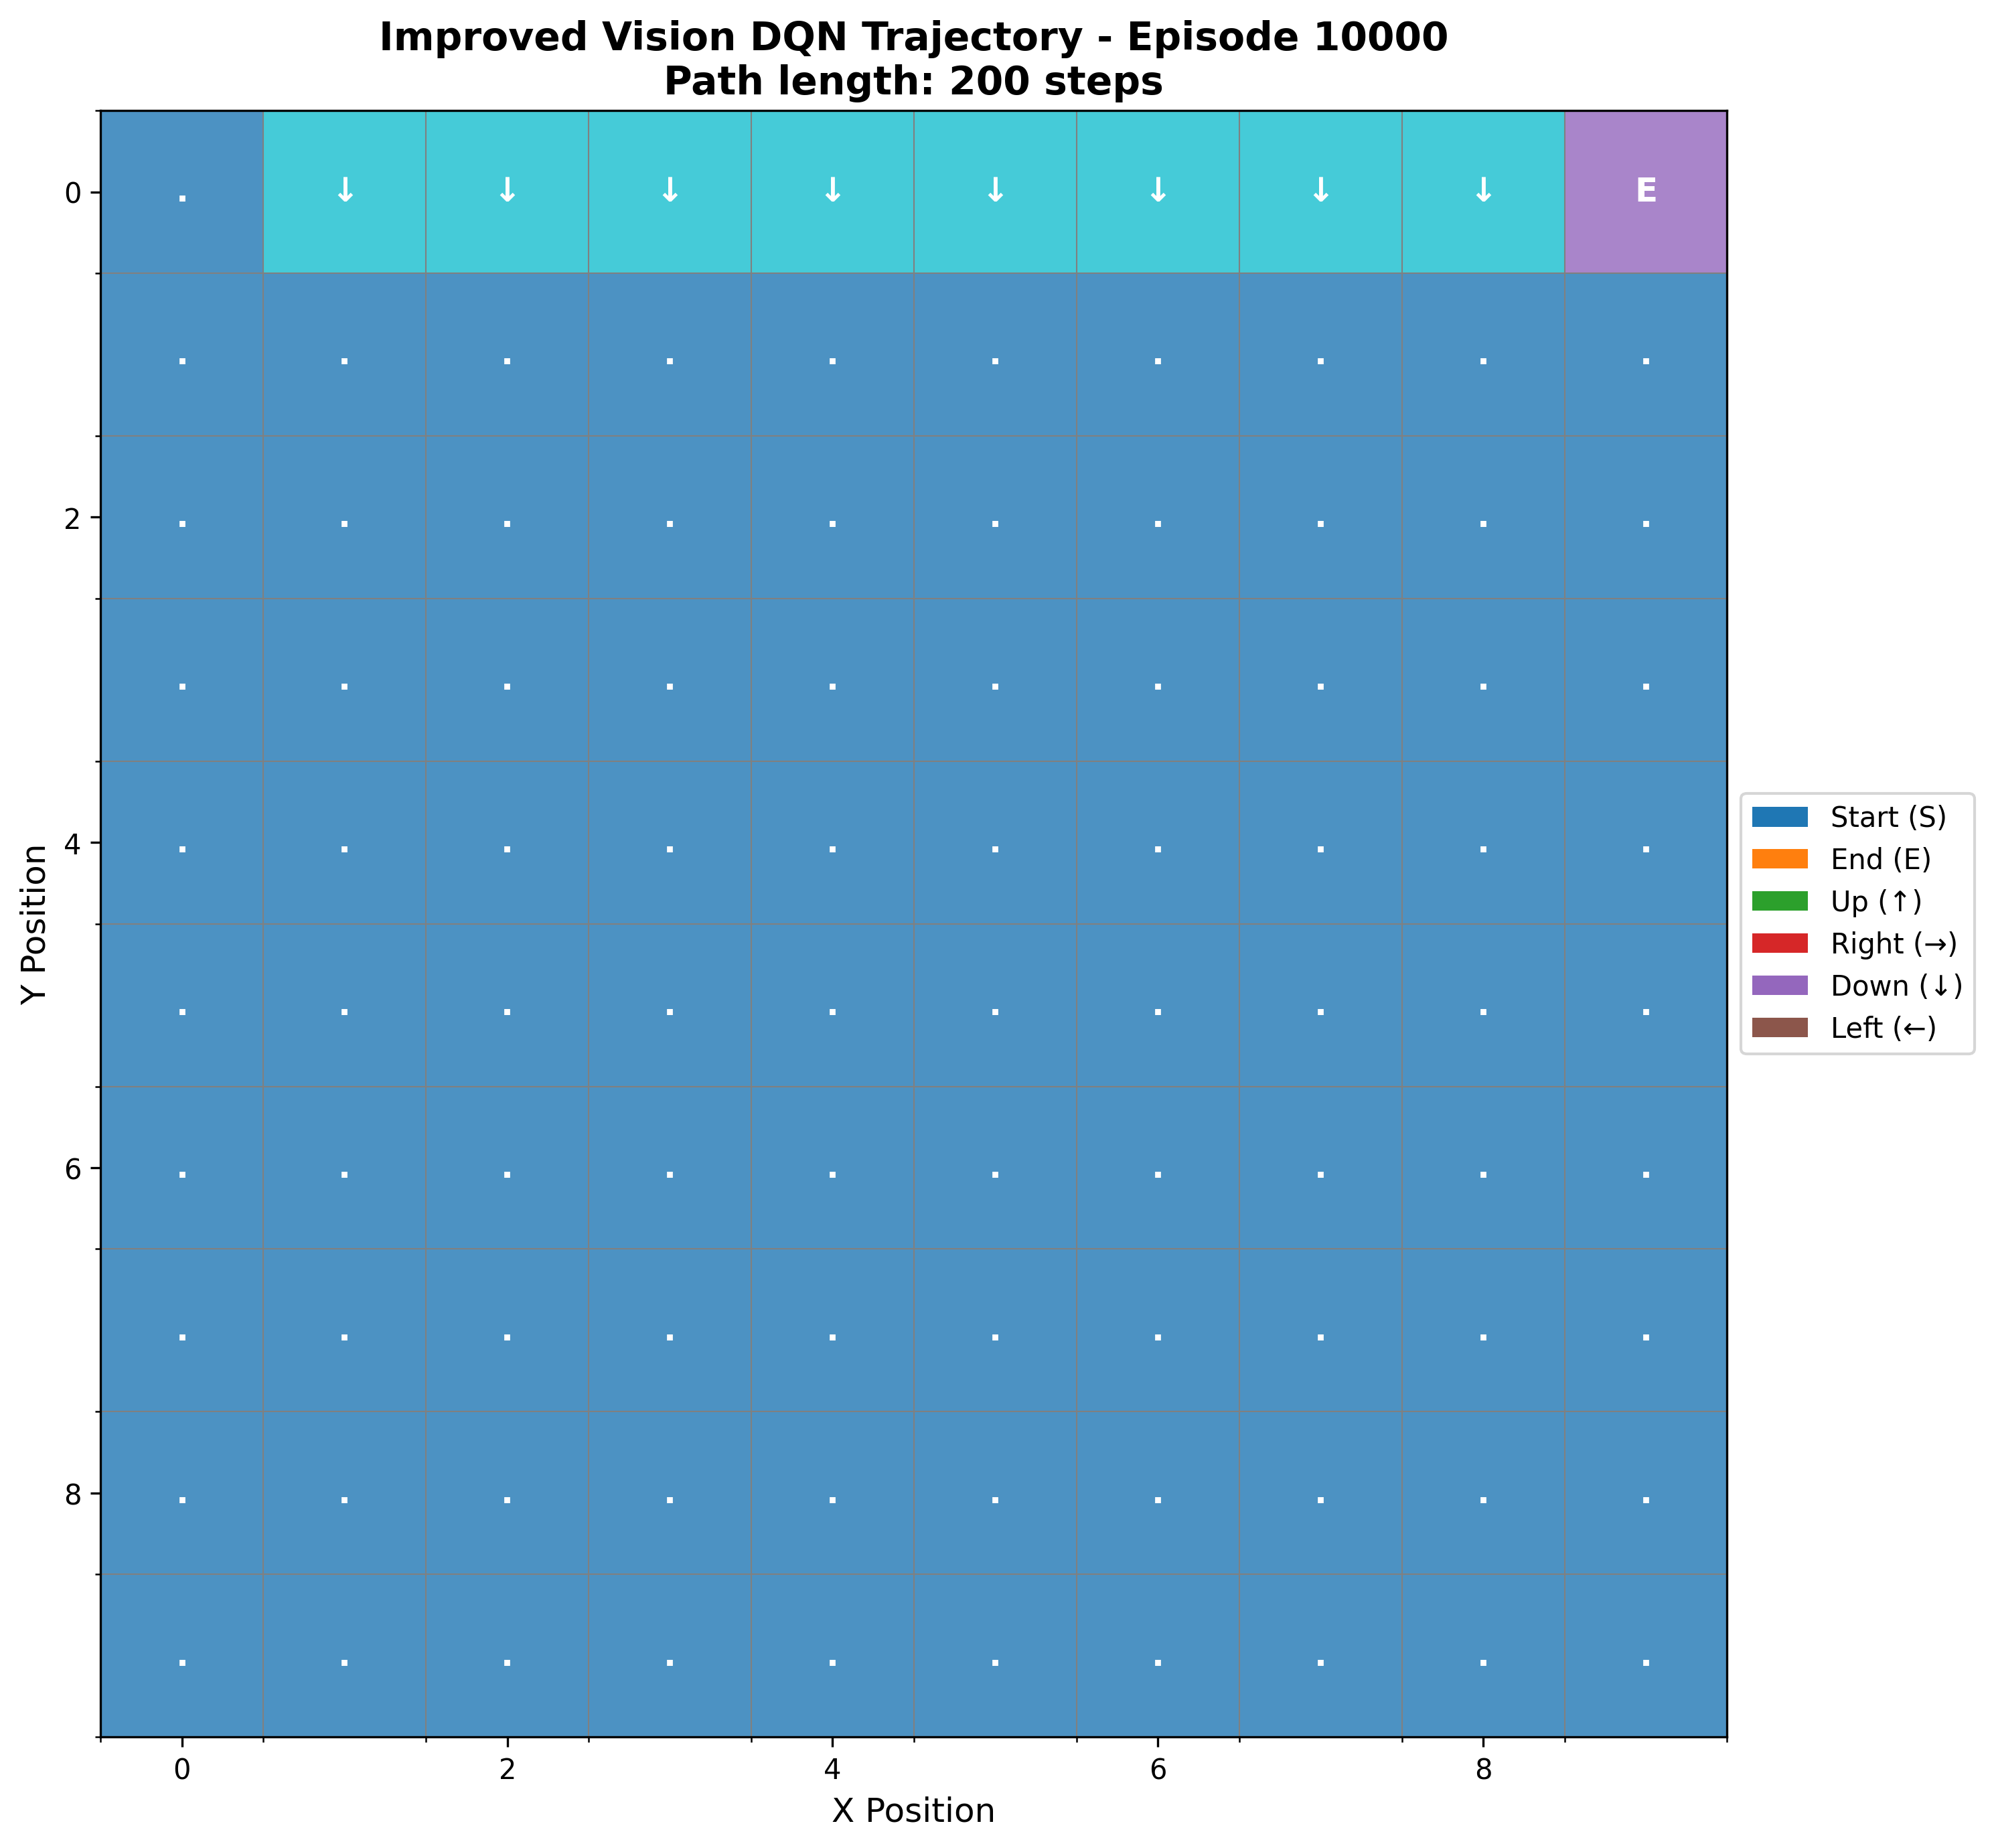 Improved Vision DQN Trajectory - Episode 10000
Path length: 200 steps
0
. ↓ ↓ ↓ ↓ ↓ ↓ ↓ ↓ E
. . . . . . . . . .
2
. . . . . . . . . .
. . . . . . . . . .
4
. . . . . . . . . .
. . . . . . . . . .
6
. . . . . . . . . .
. . . . . . . . . .
8
. . . . . . . . . .
. . . . . . . . . .
Y Position
0 2 4 6 8
X Position
Start (S)
End (E)
Up (↑)
Right (→)
Down (↓)
Left (←)